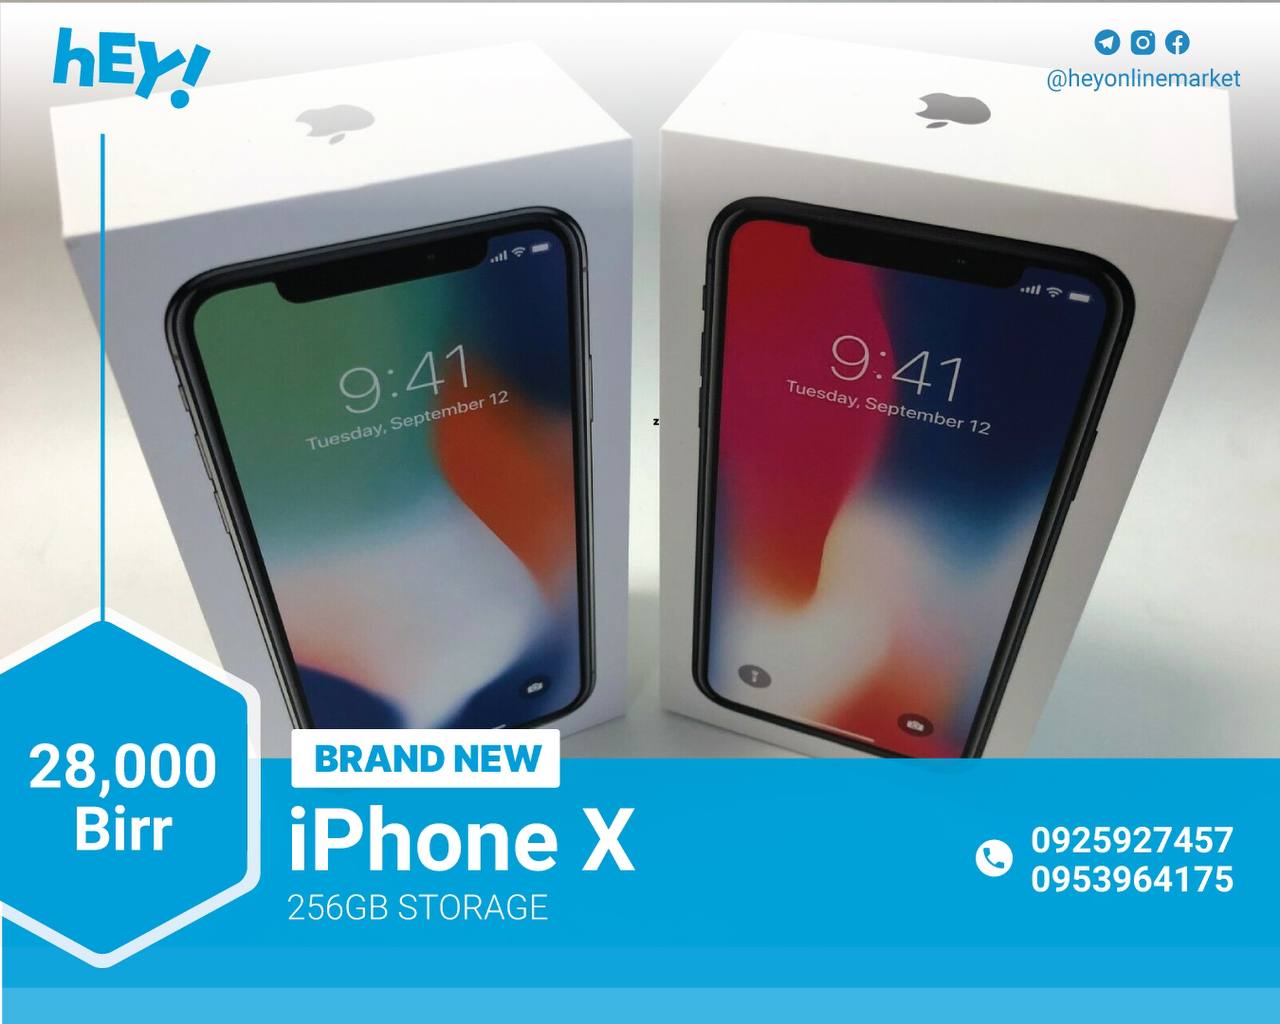 hEy!
@heyonlinemarket
9:41
Tuesday, September 12
9:41
Tuesday, September 12
z
28,000
Birr
BRAND NEW
iPhone X
256GB STORAGE
0925927457
0953964175